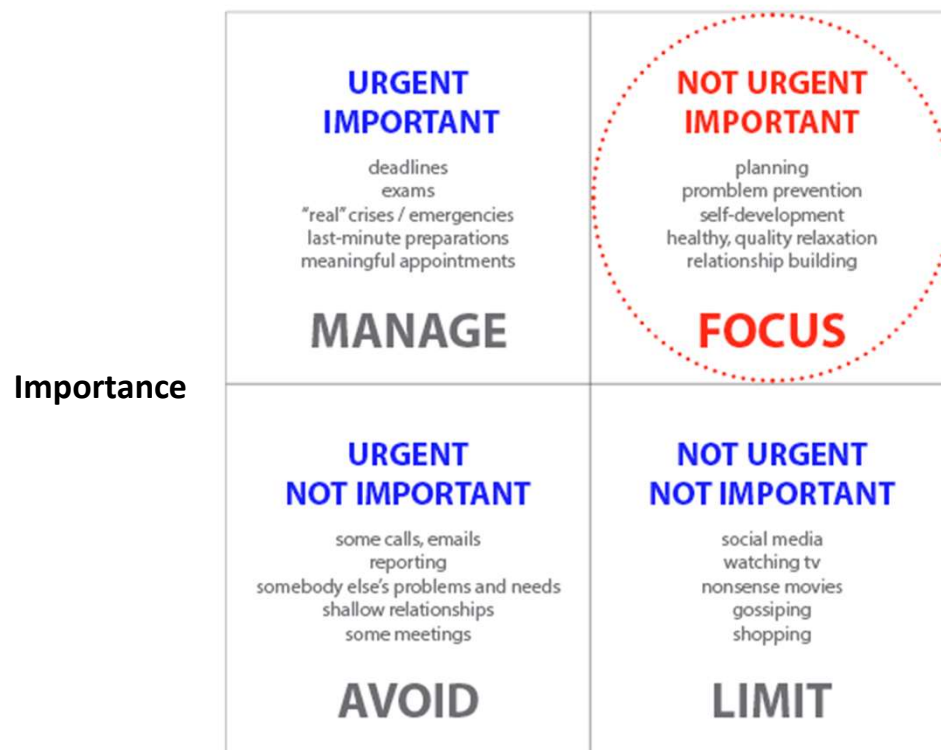 URGENT
IMPORTANT
deadlines
exams
"real" crises / emergencies
last-minute preparations
meaningful appointments
MANAGE
NOT URGENT
IMPORTANT
planning
promblem prevention
self-development
healthy, quality relaxation
relationship building
FOCUS
Importance
URGENT
NOT IMPORTANT
some calls, emails
reporting
somebody else's problems and needs
shallow relationships
some meetings
AVOID
NOT URGENT
NOT IMPORTANT
social media
watching tv
nonsense movies
gossiping
shopping
LIMIT